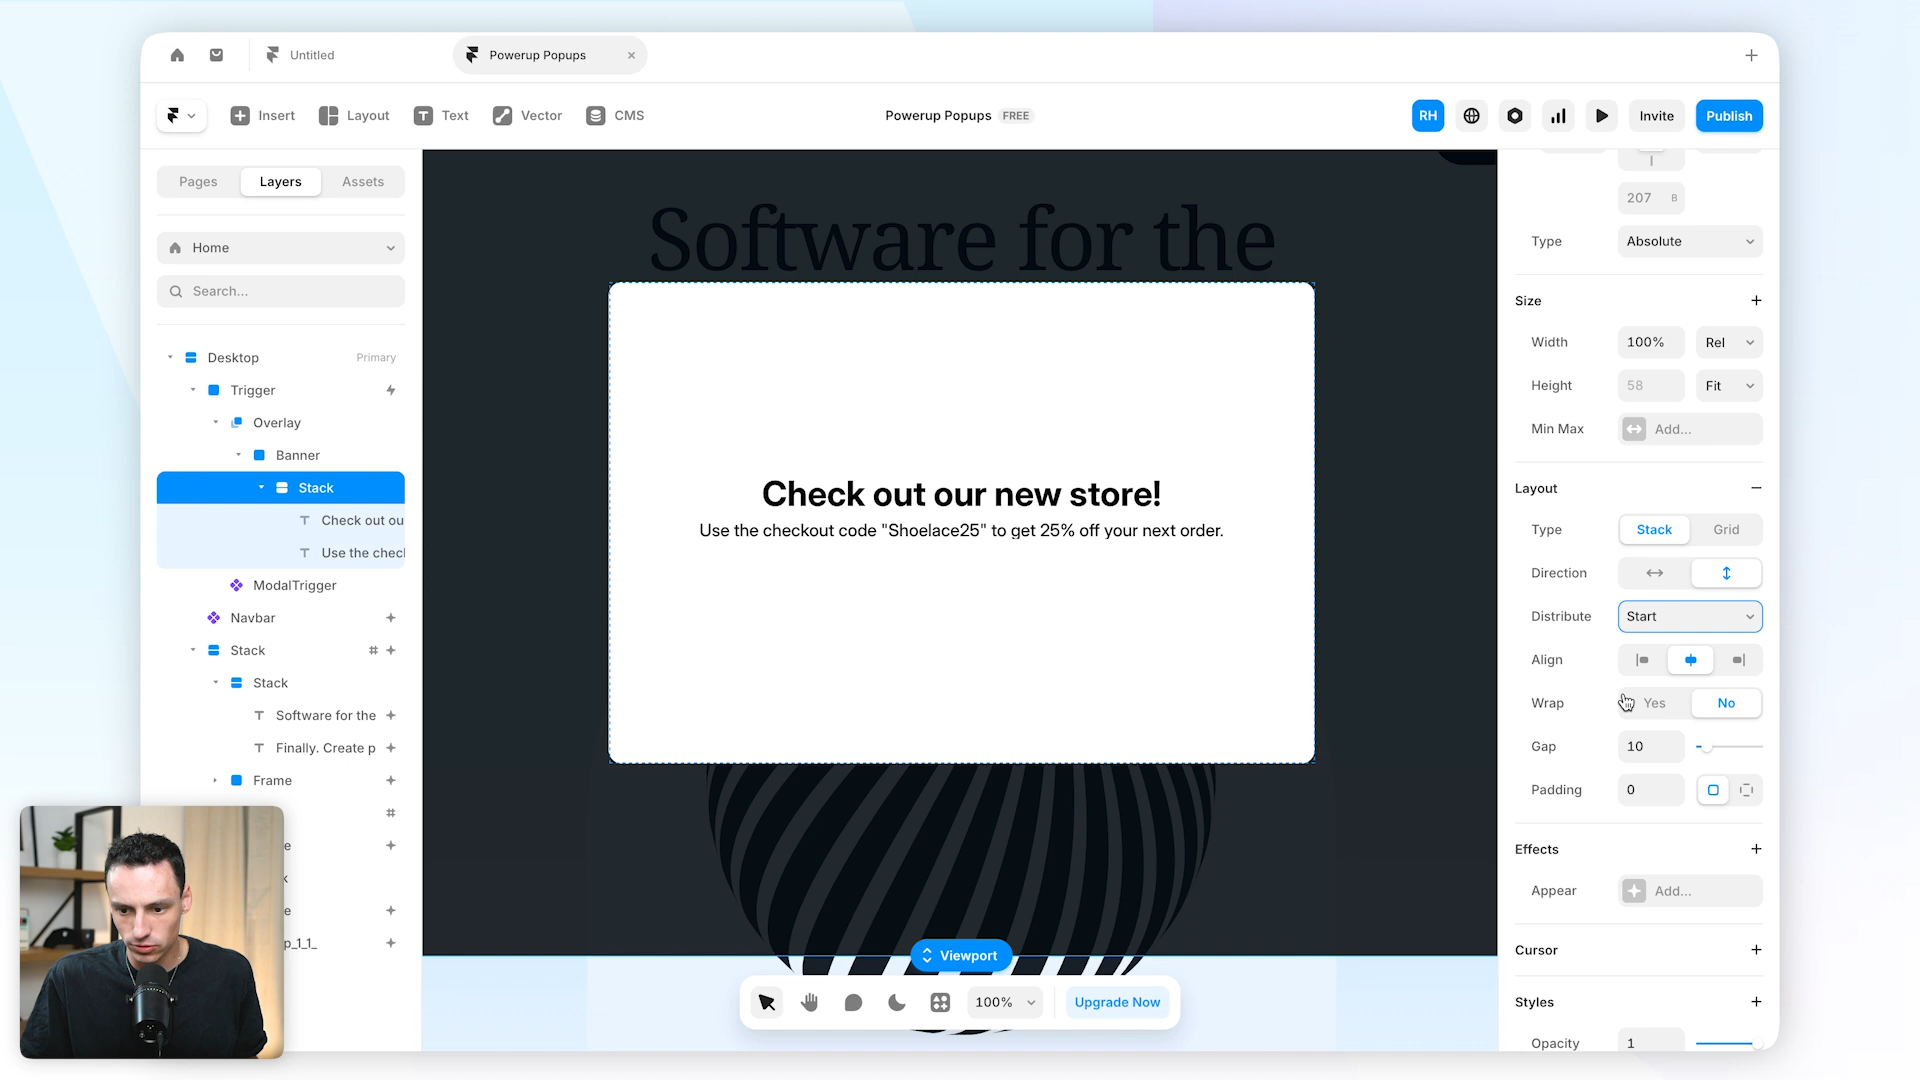 Untitled
Powerup Popups
Insert
Layout
Text
Vector
CMS
Powerup Popups FREE
RH
Invite
Publish
Pages
Layers
Assets
Home
Search...
Desktop Primary
Trigger
Overlay
Banner
Stack
Check out ou
Use the checl
ModalTrigger
Navbar
Stack
Stack
Software for the
Finally. Create p
Frame
e
k
e
p_1_1_
Software for the
Check out our new store!
Use the checkout code "Shoelace25" to get 25% off your next order.
Viewport
100%
Upgrade Now
207 B
Type Absolute
Size
Width 100% Rel
Height 58 Fit
Min Max Add...
Layout
Type Stack Grid
Direction
Distribute Start
Align
Wrap Yes No
Gap 10
Padding 0
Effects
Appear Add...
Cursor
Styles
Opacity 1